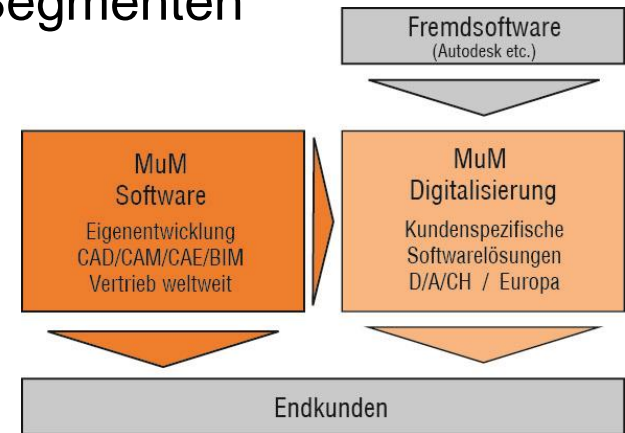 Segmenten
Fremdsoftware
(Autodesk etc.)
MuM
Software
Eigenentwicklung
CAD/CAM/CAE/BIM
Vertrieb weltweit
MuM
Digitalisierung
Kundenspezifische
Softwarelösungen
D/A/CH / Europa
Endkunden